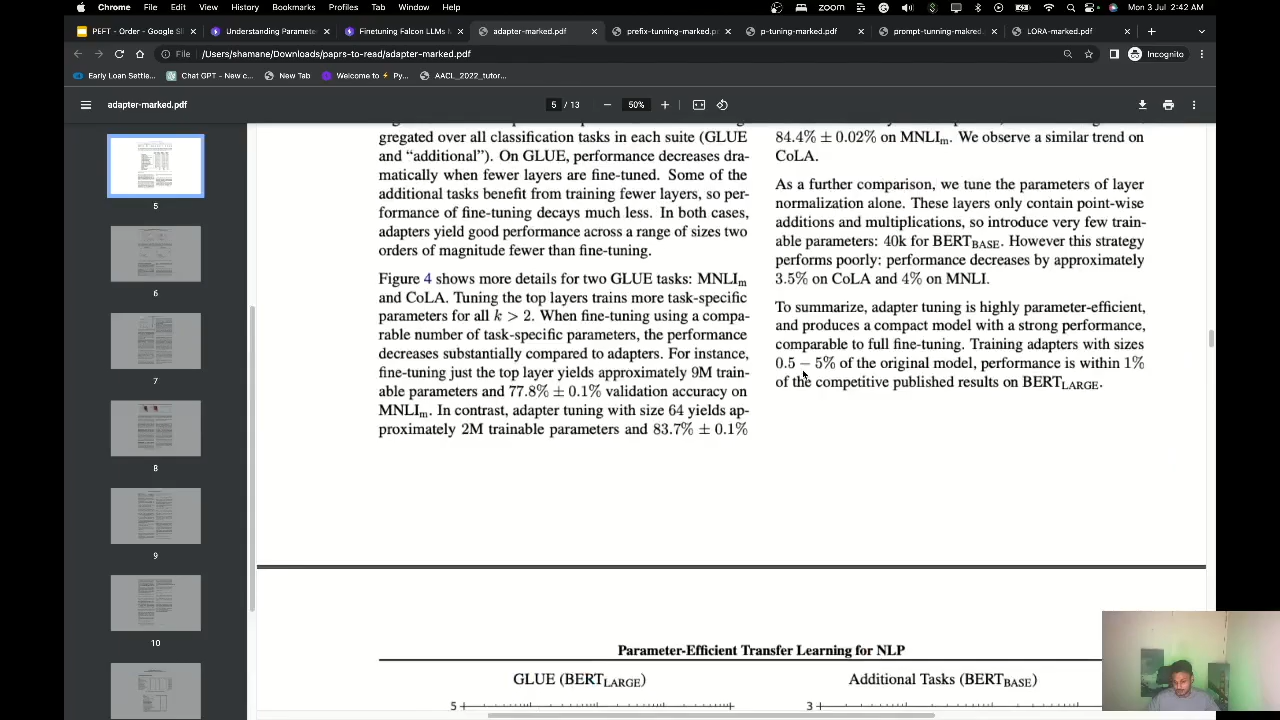 Chrome File Edit View History Bookmarks Profiles Tab Window Help
zoom
Mon 3 Jul 2:42 AM
PEFT - Order - Google Sl
Understanding Parame
Finetuning Falcon LLMs
adapter-marked.pdf
prefix-tunning-marked.p
p-tuning-marked.pdf
prompt-tunning-makred.
LORA-marked.pdf
File
/Users/shamane/Downloads/paprs-to-read/adapter-marked.pdf
Incognito
Early Loan Settle...
Chat GPT - New c...
New Tab
Welcome to ⚡ Py...
AACL_2022_tutor...
adapter-marked.pdf
5 / 13
50%
5
6
7
8
9
10
gregated over all classification tasks in each suite (GLUE
and “additional”). On GLUE, performance decreases dra-
matically when fewer layers are fine-tuned. Some of the
additional tasks benefit from training fewer layers, so per-
formance of fine-tuning decays much less. In both cases,
adapters yield good performance across a range of sizes two
orders of magnitude fewer than fine-tuning.
Figure 4 shows more details for two GLUE tasks: MNLIm
and CoLA. Tuning the top layers trains more task-specific
parameters for all k > 2. When fine-tuning using a compa-
rable number of task-specific parameters, the performance
decreases substantially compared to adapters. For instance,
fine-tuning just the top layer yields approximately 9M train-
able parameters and 77.8% ± 0.1% validation accuracy on
MNLIm. In contrast, adapter tuning with size 64 yields ap-
proximately 2M trainable parameters and 83.7% ± 0.1%
84.4% ± 0.02% on MNLIm. We observe a similar trend on
CoLA.
As a further comparison, we tune the parameters of layer
normalization alone. These layers only contain point-wise
additions and multiplications, so introduce very few train-
able parameters: 40k for BERTBASE. However this strategy
performs poorly: performance decreases by approximately
3.5% on CoLA and 4% on MNLI.
To summarize, adapter tuning is highly parameter-efficient,
and produces a compact model with a strong performance,
comparable to full fine-tuning. Training adapters with sizes
0.5 − 5% of the original model, performance is within 1%
of the competitive published results on BERTLARGE.
Parameter-Efficient Transfer Learning for NLP
GLUE (BERTLARGE)
Additional Tasks (BERTBASE)
5
3